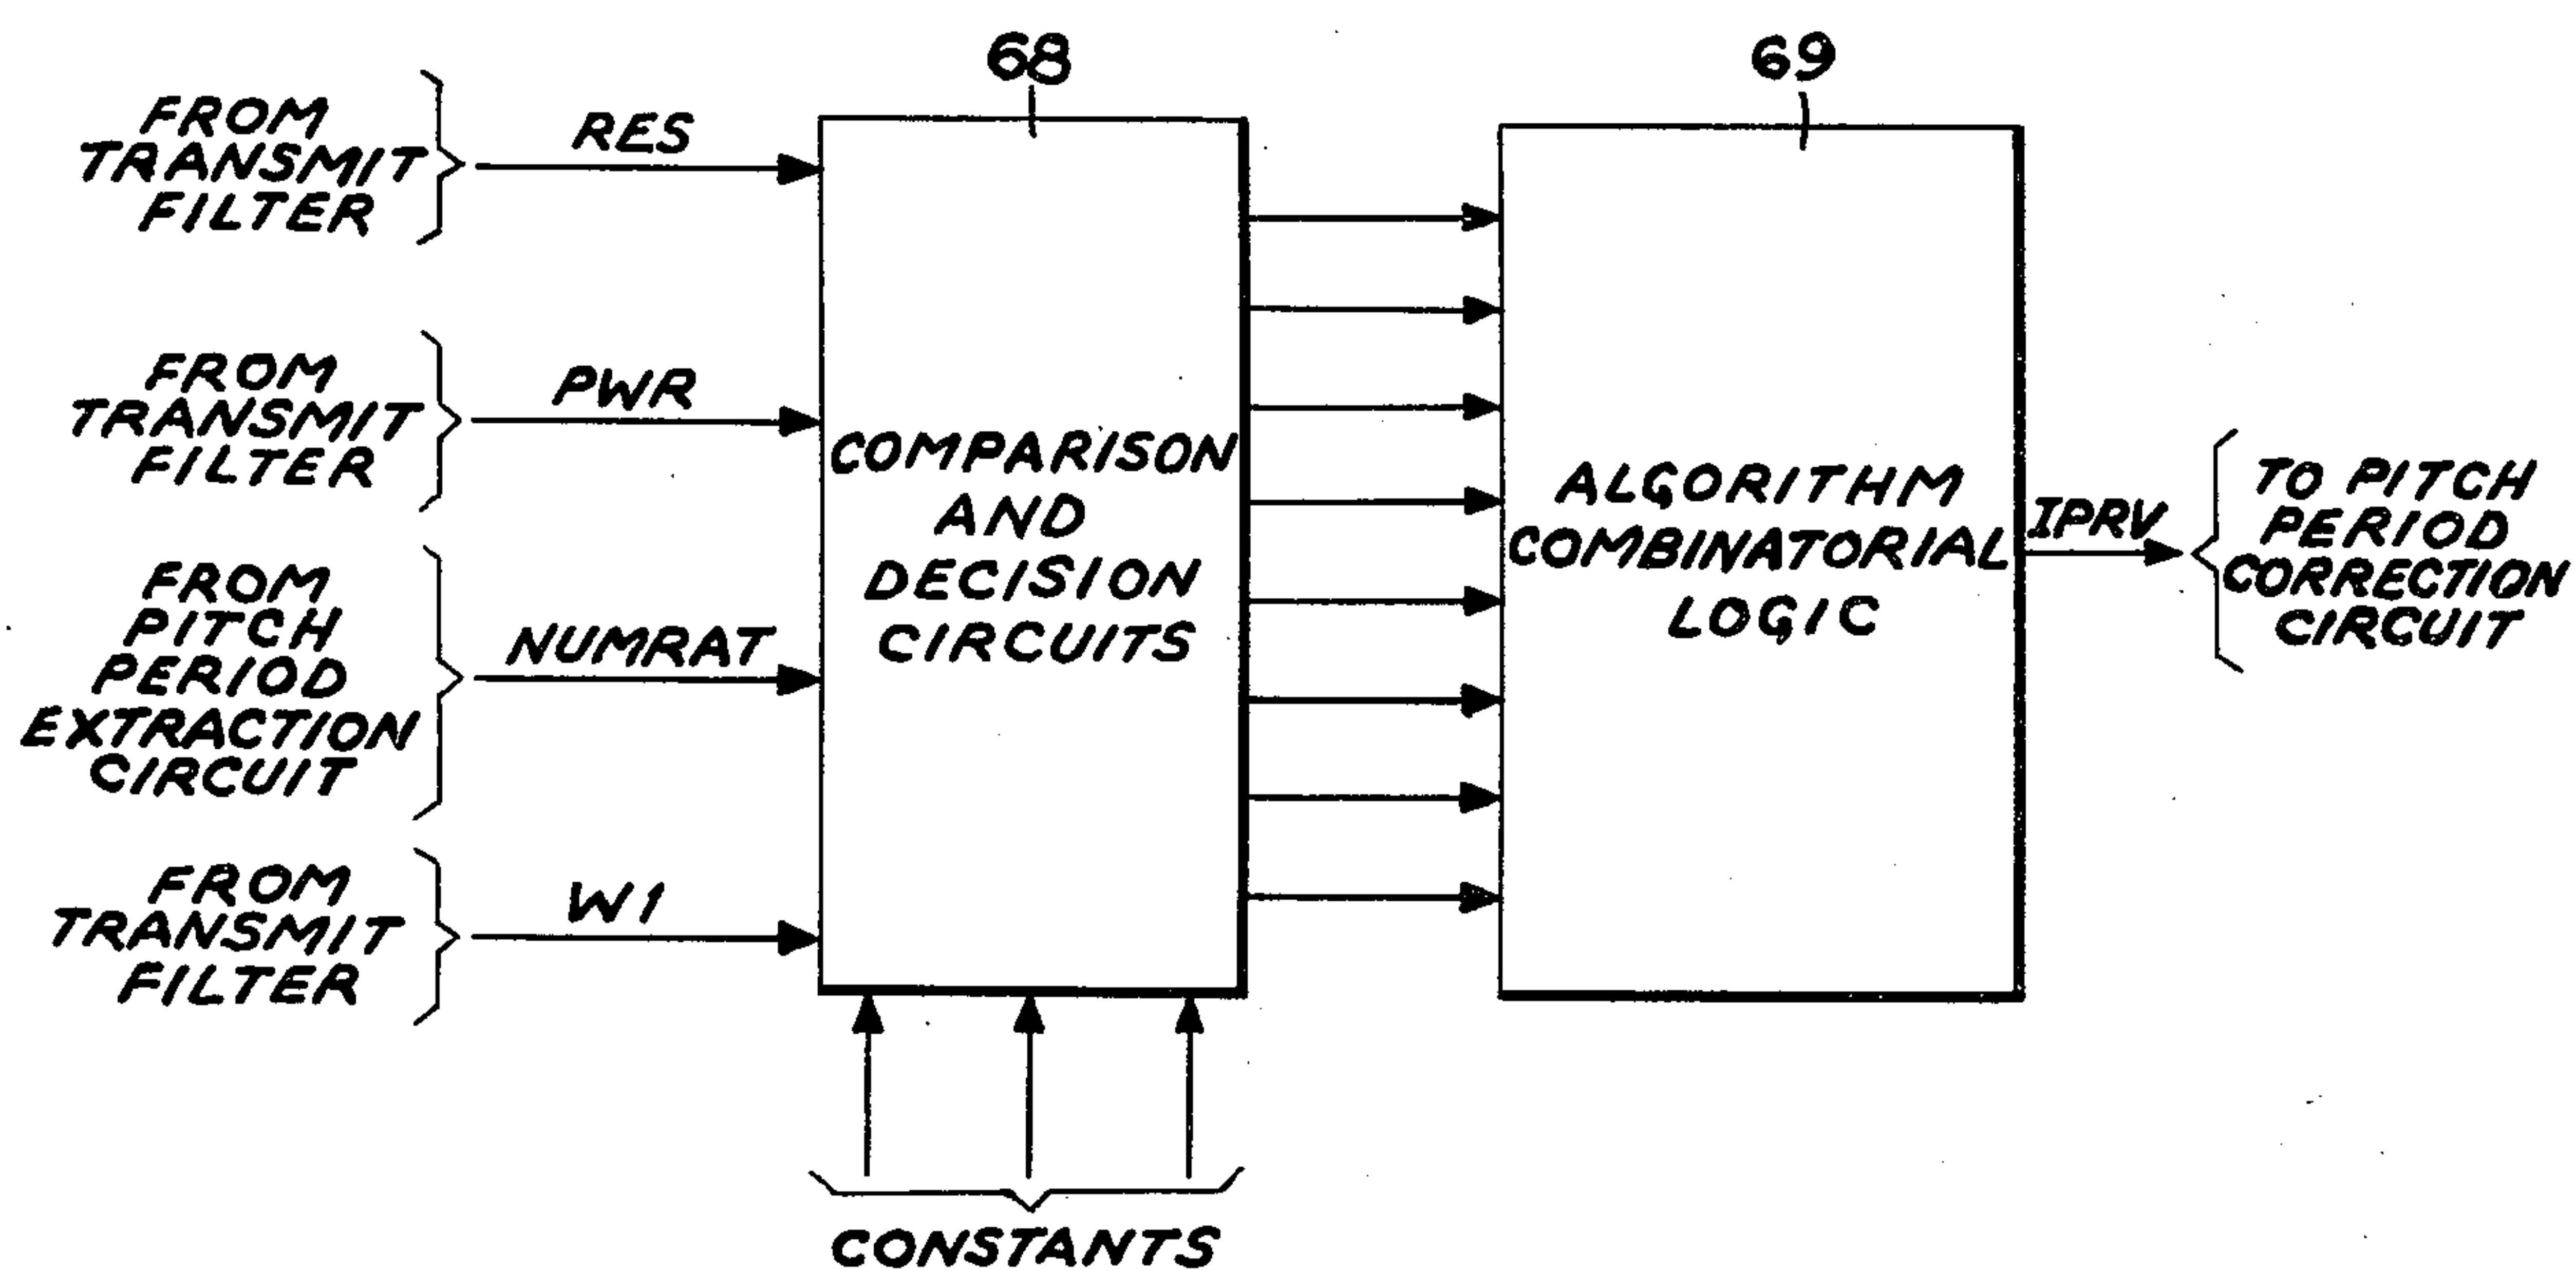 68
69
FROM
TRANSMIT
FILTER
RES
FROM
TRANSMIT
FILTER
PWR
FROM
PITCH
PERIOD
EXTRACTION
CIRCUIT
NUMRAT
FROM
TRANSMIT
FILTER
W1
COMPARISON
AND
DECISION
CIRCUITS
CONSTANTS
ALGORITHM
COMBINATORIAL
LOGIC
IPRV
TO PITCH
PERIOD
CORRECTION
CIRCUIT